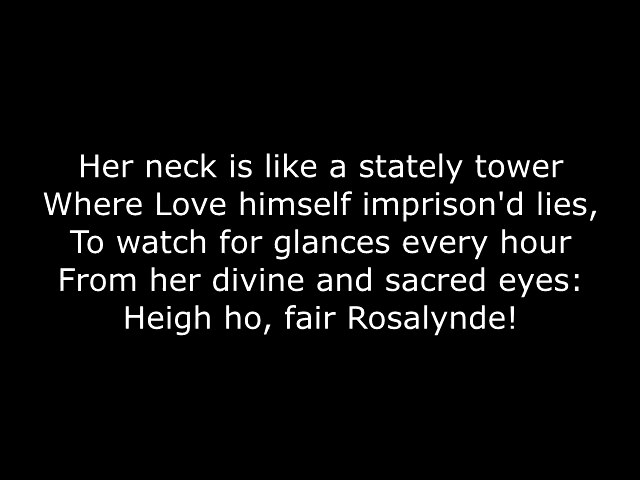 Her neck is like a stately tower
Where Love himself imprison'd lies,
To watch for glances every hour
From her divine and sacred eyes:
Heigh ho, fair Rosalynde!